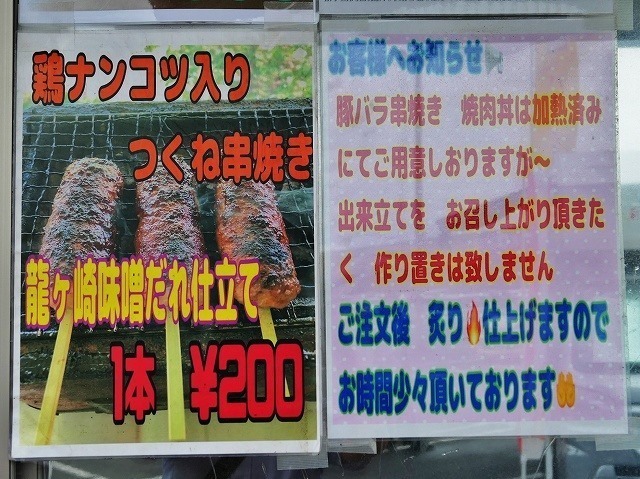 鶏ナンコツ入り
つくね串焼き
龍ヶ崎味噌だれ仕立て
1本 ¥200
お客様へお知らせ
豚バラ串焼き 焼肉丼は加熱済み
にてご用意しおりますが～
出来立てを お召し上がり頂きた
く 作り置きは致しません
ご注文後 炙り🔥仕上げますので
お時間少々頂いております🤲